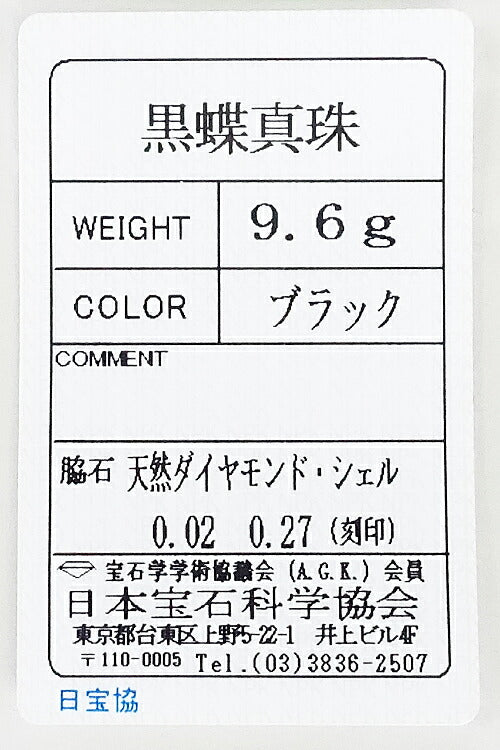 黒蝶真珠
WEIGHT 9.6g
COLOR ブラック
COMMENT
脇石 天然ダイヤモンド・シェル
0.02 0.27 (刻印)
宝石学学術協議会 (A.G.K.) 会員
日本宝石科学協会
東京都台東区上野5-22-1 井上ビル4F
〒110-0005 Tel.(03)3836-2507
日宝協